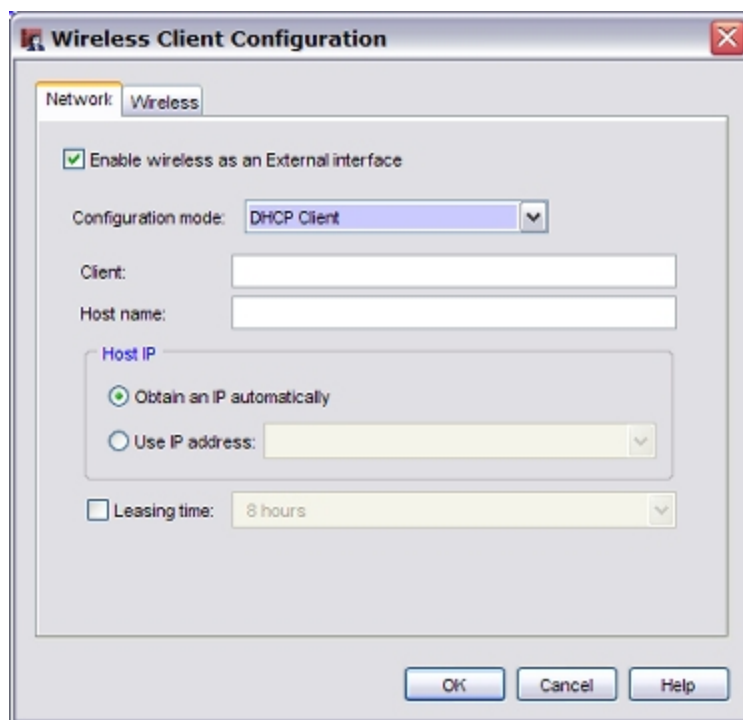 Wireless Client Configuration
Network Wireless
Enable wireless as an External interface
Configuration mode: DHCP Client
Client:
Host name:
Host IP
Obtain an IP automatically
Use IP address:
Leasing time: 8 hours
OK Cancel Help